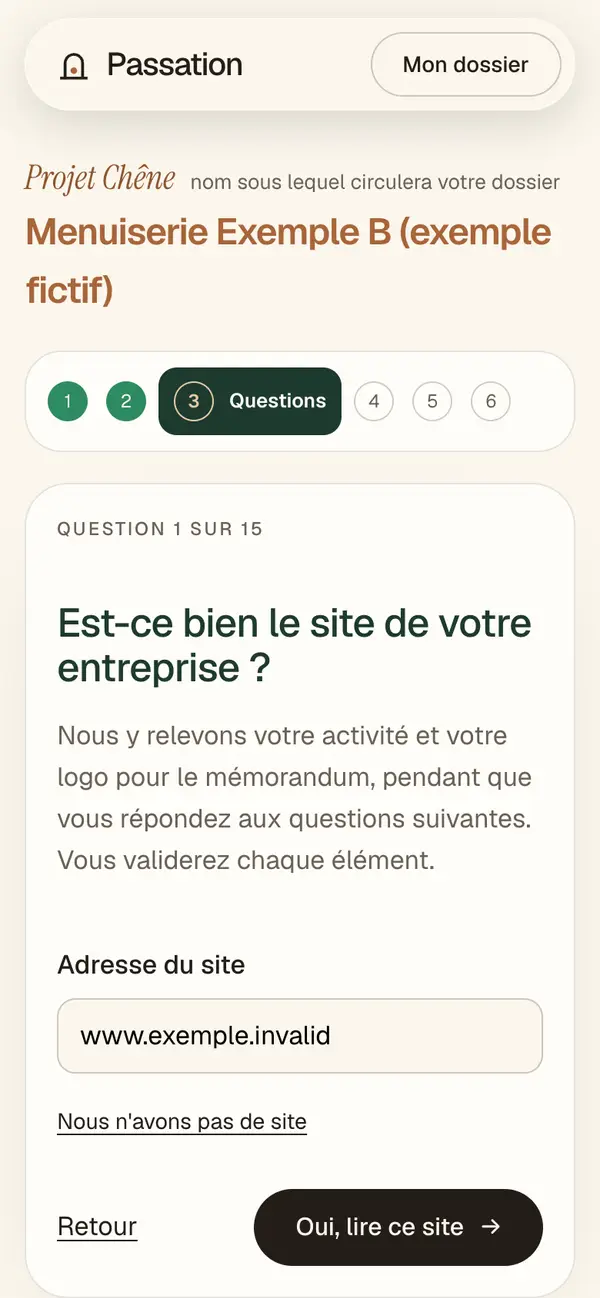 Passation
Mon dossier
Projet Chêne nom sous lequel circulera votre dossier
Menuiserie Exemple B (exemple
fictif)
1 2 3 Questions 4 5 6
QUESTION 1 SUR 15
Est-ce bien le site de votre
entreprise ?
Nous y relevons votre activité et votre
logo pour le mémorandum, pendant que
vous répondez aux questions suivantes.
Vous validerez chaque élément.
Adresse du site
www.exemple.invalid
Nous n'avons pas de site
Retour
Oui, lire ce site →